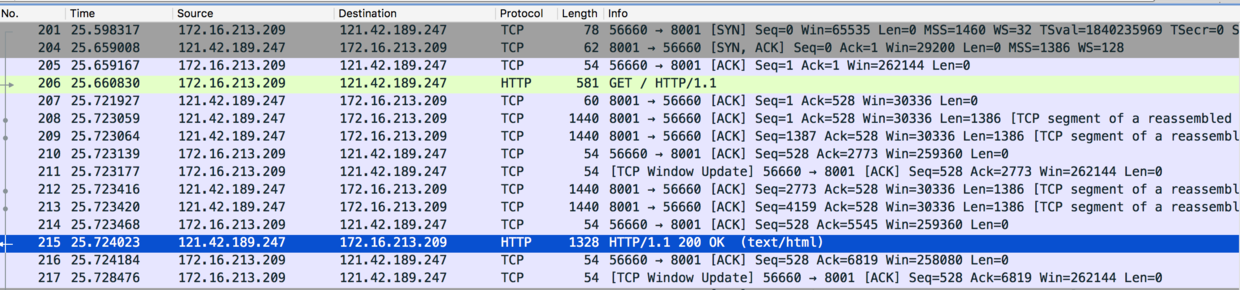 No. Time Source Destination Protocol Length Info
201 25.598317 172.16.213.209 121.42.189.247 TCP 78 56660 → 8001 [SYN] Seq=0 Win=65535 Len=0 MSS=1460 WS=32 TSval=1840235969 TSecr=0 S
204 25.659008 121.42.189.247 172.16.213.209 TCP 62 8001 → 56660 [SYN, ACK] Seq=0 Ack=1 Win=29200 Len=0 MSS=1386 WS=128
205 25.659167 172.16.213.209 121.42.189.247 TCP 54 56660 → 8001 [ACK] Seq=1 Ack=1 Win=262144 Len=0
206 25.660830 172.16.213.209 121.42.189.247 HTTP 581 GET / HTTP/1.1
207 25.721927 121.42.189.247 172.16.213.209 TCP 60 8001 → 56660 [ACK] Seq=1 Ack=528 Win=30336 Len=0
208 25.723059 121.42.189.247 172.16.213.209 TCP 1440 8001 → 56660 [ACK] Seq=1 Ack=528 Win=30336 Len=1386 [TCP segment of a reassembled
209 25.723064 121.42.189.247 172.16.213.209 TCP 1440 8001 → 56660 [ACK] Seq=1387 Ack=528 Win=30336 Len=1386 [TCP segment of a reassembl
210 25.723139 172.16.213.209 121.42.189.247 TCP 54 56660 → 8001 [ACK] Seq=528 Ack=2773 Win=259360 Len=0
211 25.723177 172.16.213.209 121.42.189.247 TCP 54 [TCP Window Update] 56660 → 8001 [ACK] Seq=528 Ack=2773 Win=262144 Len=0
212 25.723416 121.42.189.247 172.16.213.209 TCP 1440 8001 → 56660 [ACK] Seq=2773 Ack=528 Win=30336 Len=1386 [TCP segment of a reassembl
213 25.723420 121.42.189.247 172.16.213.209 TCP 1440 8001 → 56660 [ACK] Seq=4159 Ack=528 Win=30336 Len=1386 [TCP segment of a reassembl
214 25.723468 172.16.213.209 121.42.189.247 TCP 54 56660 → 8001 [ACK] Seq=528 Ack=5545 Win=259360 Len=0
215 25.724023 121.42.189.247 172.16.213.209 HTTP 1328 HTTP/1.1 200 OK (text/html)
216 25.724184 172.16.213.209 121.42.189.247 TCP 54 56660 → 8001 [ACK] Seq=528 Ack=6819 Win=258080 Len=0
217 25.728476 172.16.213.209 121.42.189.247 TCP 54 [TCP Window Update] 56660 → 8001 [ACK] Seq=528 Ack=6819 Win=262144 Len=0